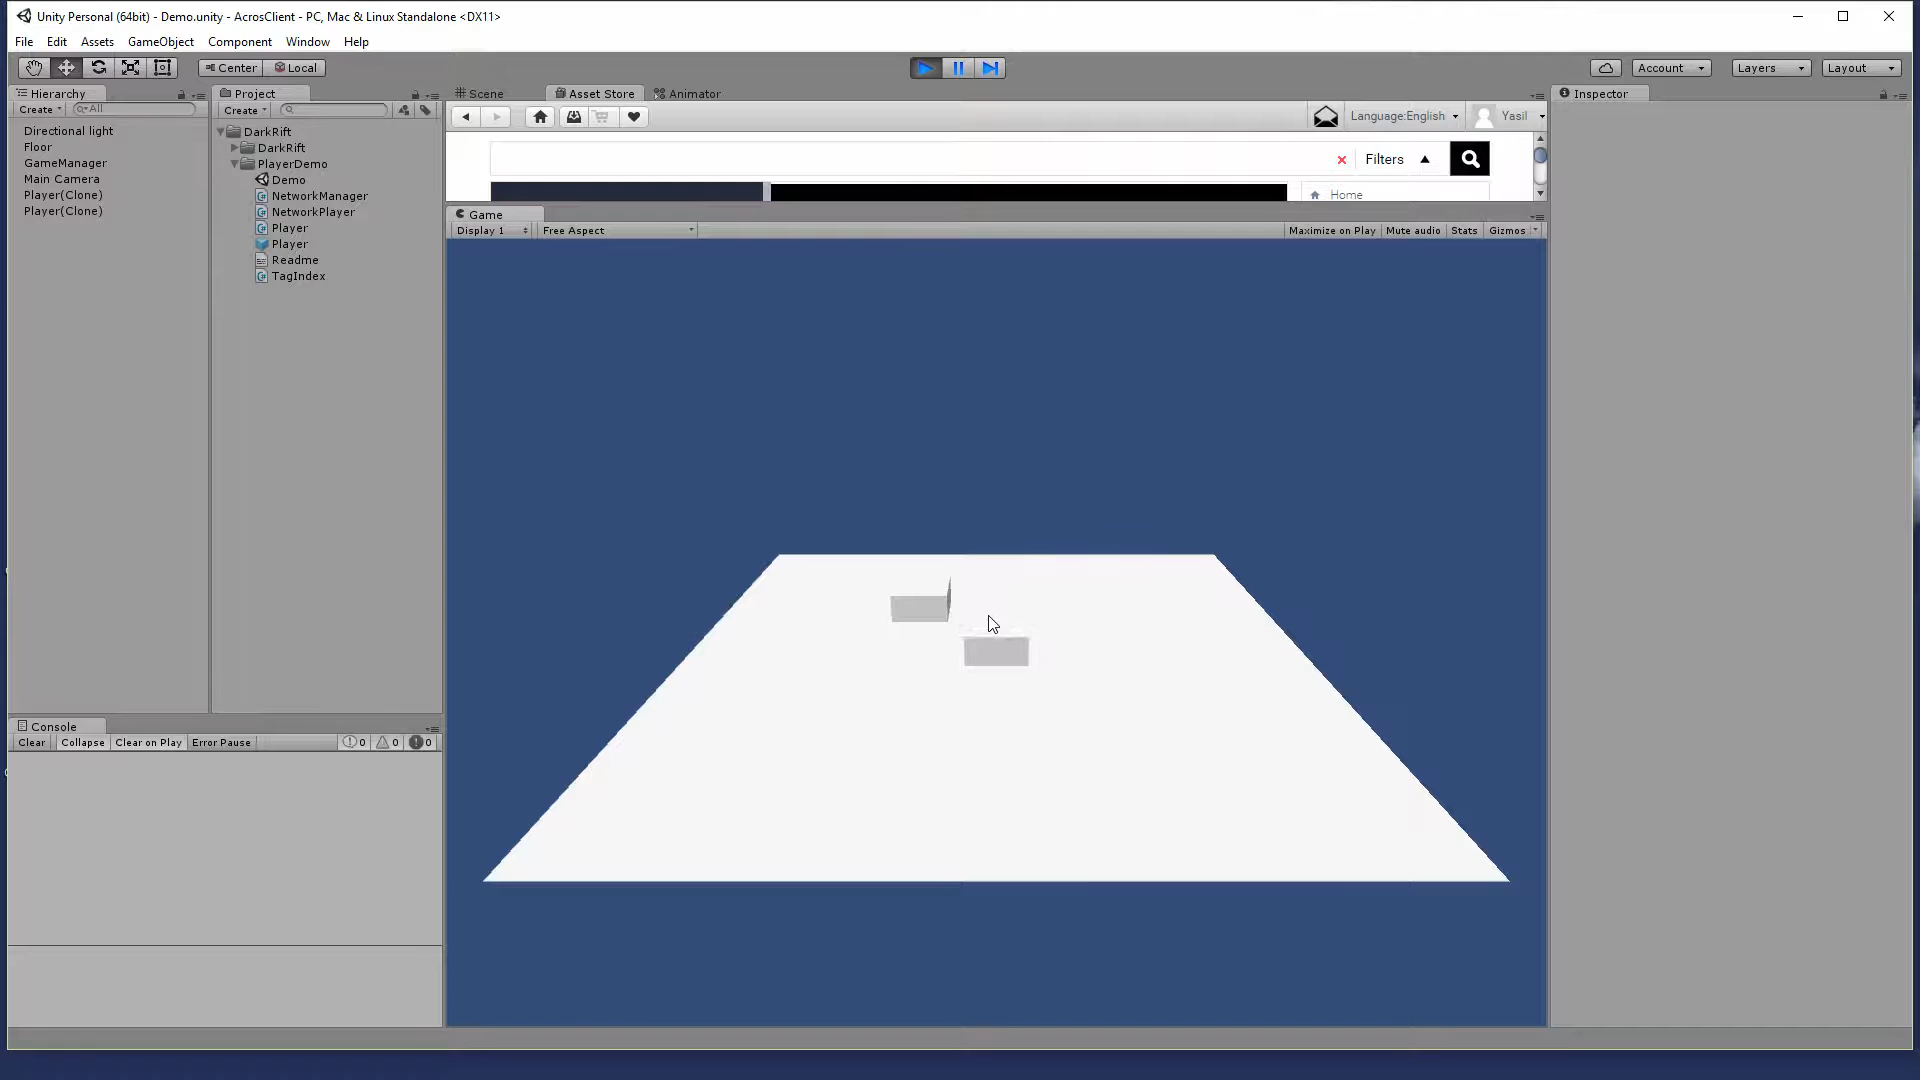 Unity Personal (64bit) - Demo.unity - AcrosClient - PC, Mac & Linux Standalone <DX11>
File Edit Assets GameObject Component Window Help
Center Local Account Layers Layout
Hierarchy
Create All
Directional light
Floor
GameManager
Main Camera
Player(Clone)
Player(Clone)
Project
Create
DarkRift
DarkRift
PlayerDemo
Demo
NetworkManager
NetworkPlayer
Player
Player
Readme
TagIndex
Scene Asset Store Animator
Language:English Yasil
Filters
Home
Game
Display 1 Free Aspect Maximize on Play Mute audio Stats Gizmos
Inspector
Console
Clear Collapse Clear on Play Error Pause 0 0 0